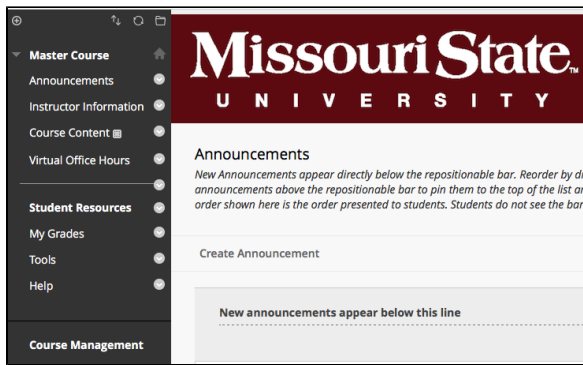 Master Course
Announcements
Instructor Information
Course Content
Virtual Office Hours
Student Resources
My Grades
Tools
Help
Course Management
Missouri State™
UNIVERSITY
Announcements
New Announcements appear directly below the repositionable bar. Reorder by
announcements above the repositionable bar to pin them to the top of the list
order shown here is the order presented to students. Students do not see the bar
Create Announcement
New announcements appear below this line